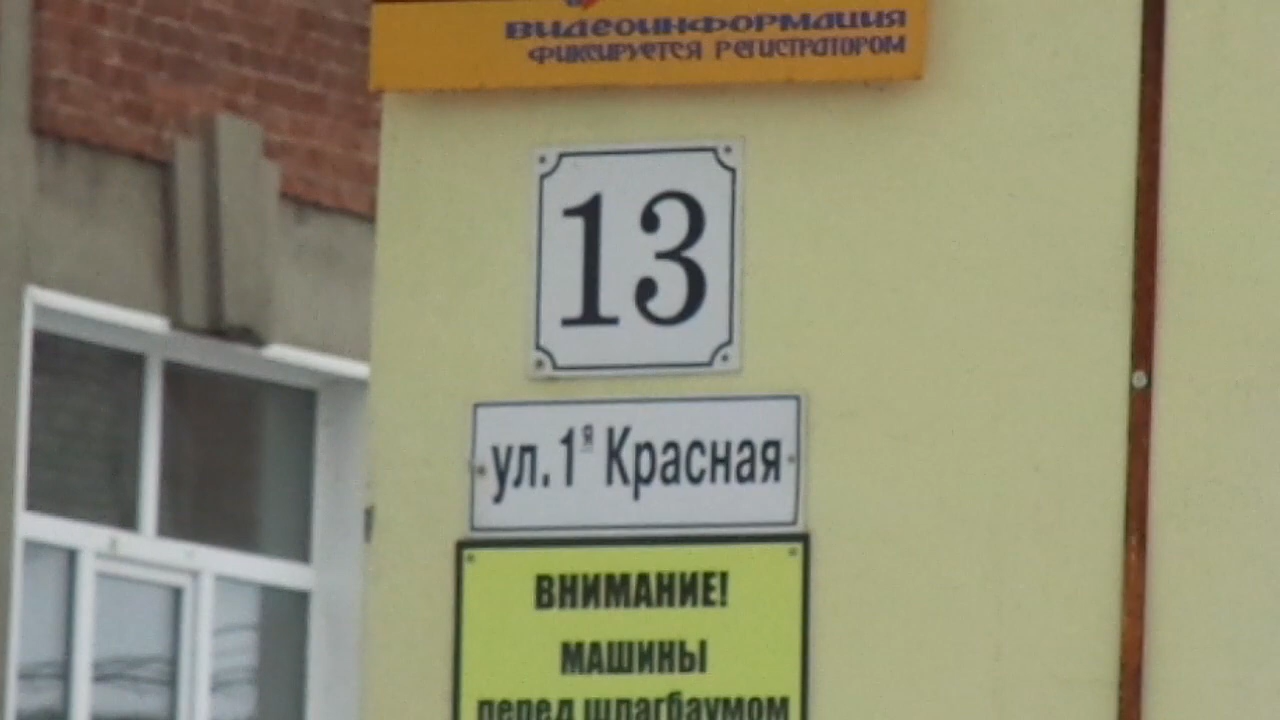 ВИДЕОИНФОРМАЦИЯ
ФИКСИРУЕТСЯ РЕГИСТРАТОРОМ
13
ул. 1я Красная
ВНИМАНИЕ!
МАШИНЫ
перед шлагбаумом